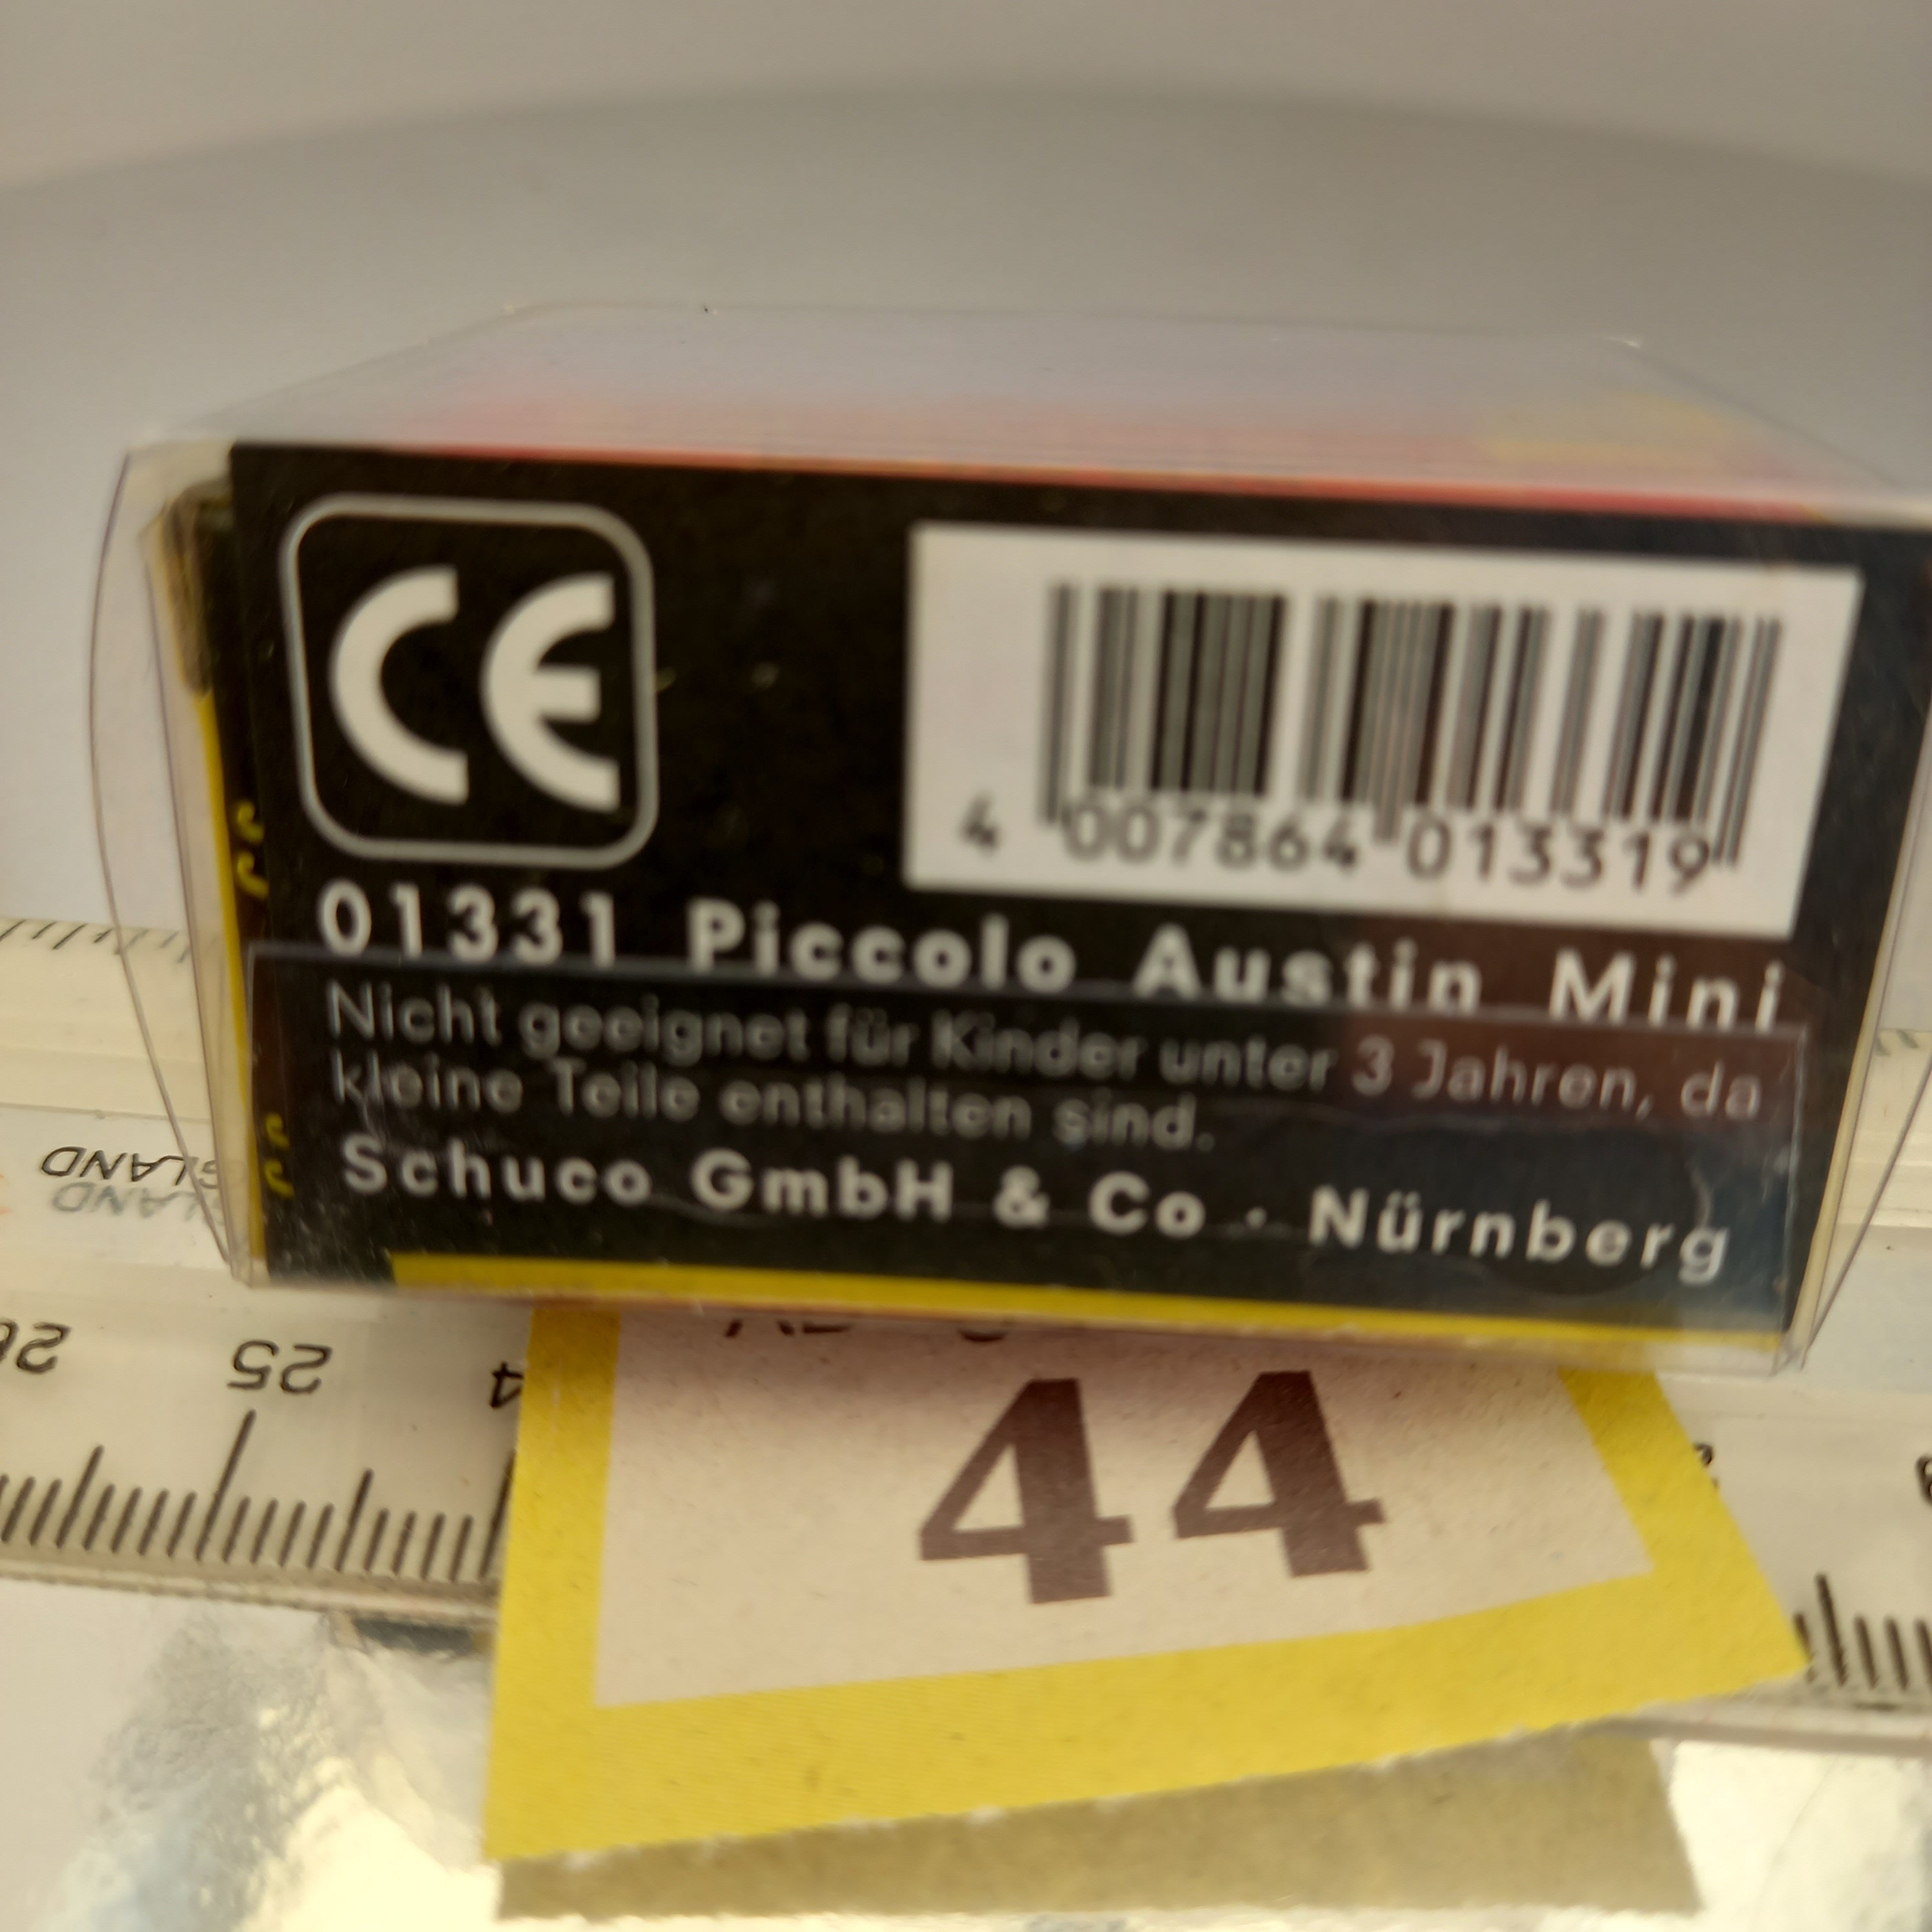 CE
4 007864 013319
01331 Piccolo Austin Mini
Nicht geeignet für Kinder unter 3 Jahren, da
kleine Teile enthalten sind.
Schuco GmbH & Co · Nürnberg
25
44